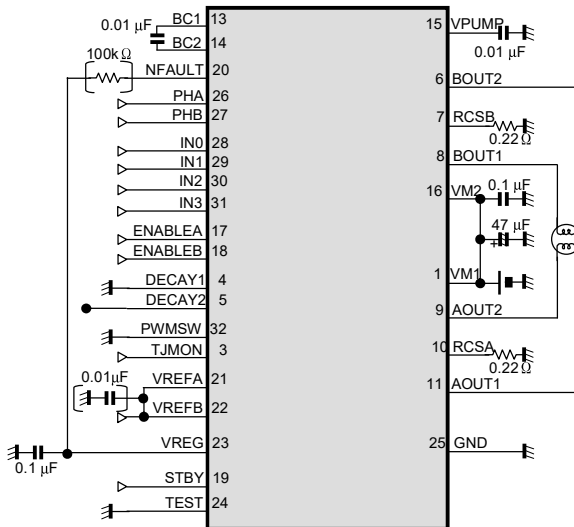 0.01 µF
BC1 13
BC2 14
100kΩ
NFAULT 20
PHA 26
PHB 27
IN0 28
IN1 29
IN2 30
IN3 31
ENABLEA 17
ENABLEB 18
DECAY1 4
DECAY2 5
PWMSW 32
TJMON 3
0.01µF
VREFA 21
VREFB 22
VREG 23
0.1 µF
STBY 19
TEST 24
15 VPUMP
0.01 µF
6 BOUT2
7 RCSB
0.22Ω
8 BOUT1
16 VM2
0.1 µF
47 µF
+
1 VM1
9 AOUT2
10 RCSA
0.22Ω
11 AOUT1
25 GND